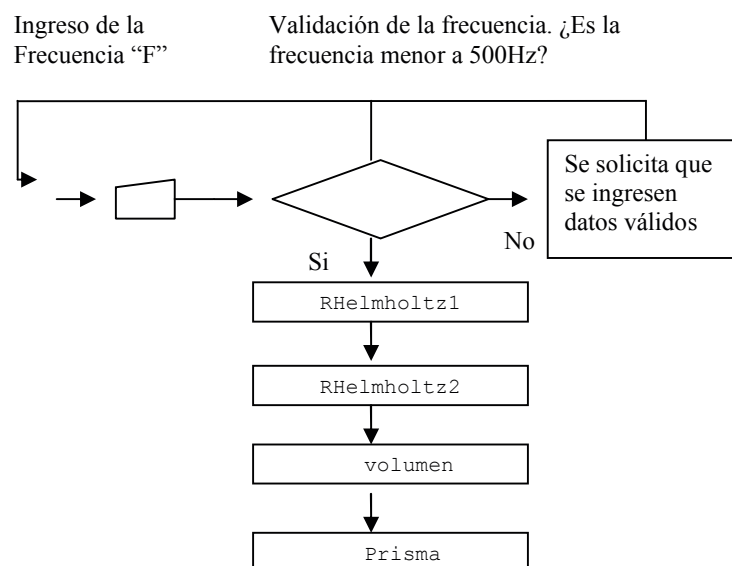 Ingreso de la
Frecuencia “F”
Validación de la frecuencia. ¿Es la
frecuencia menor a 500Hz?
Se solicita que
se ingresen
datos válidos
No
Si
RHelmholtz1
RHelmholtz2
volumen
Prisma